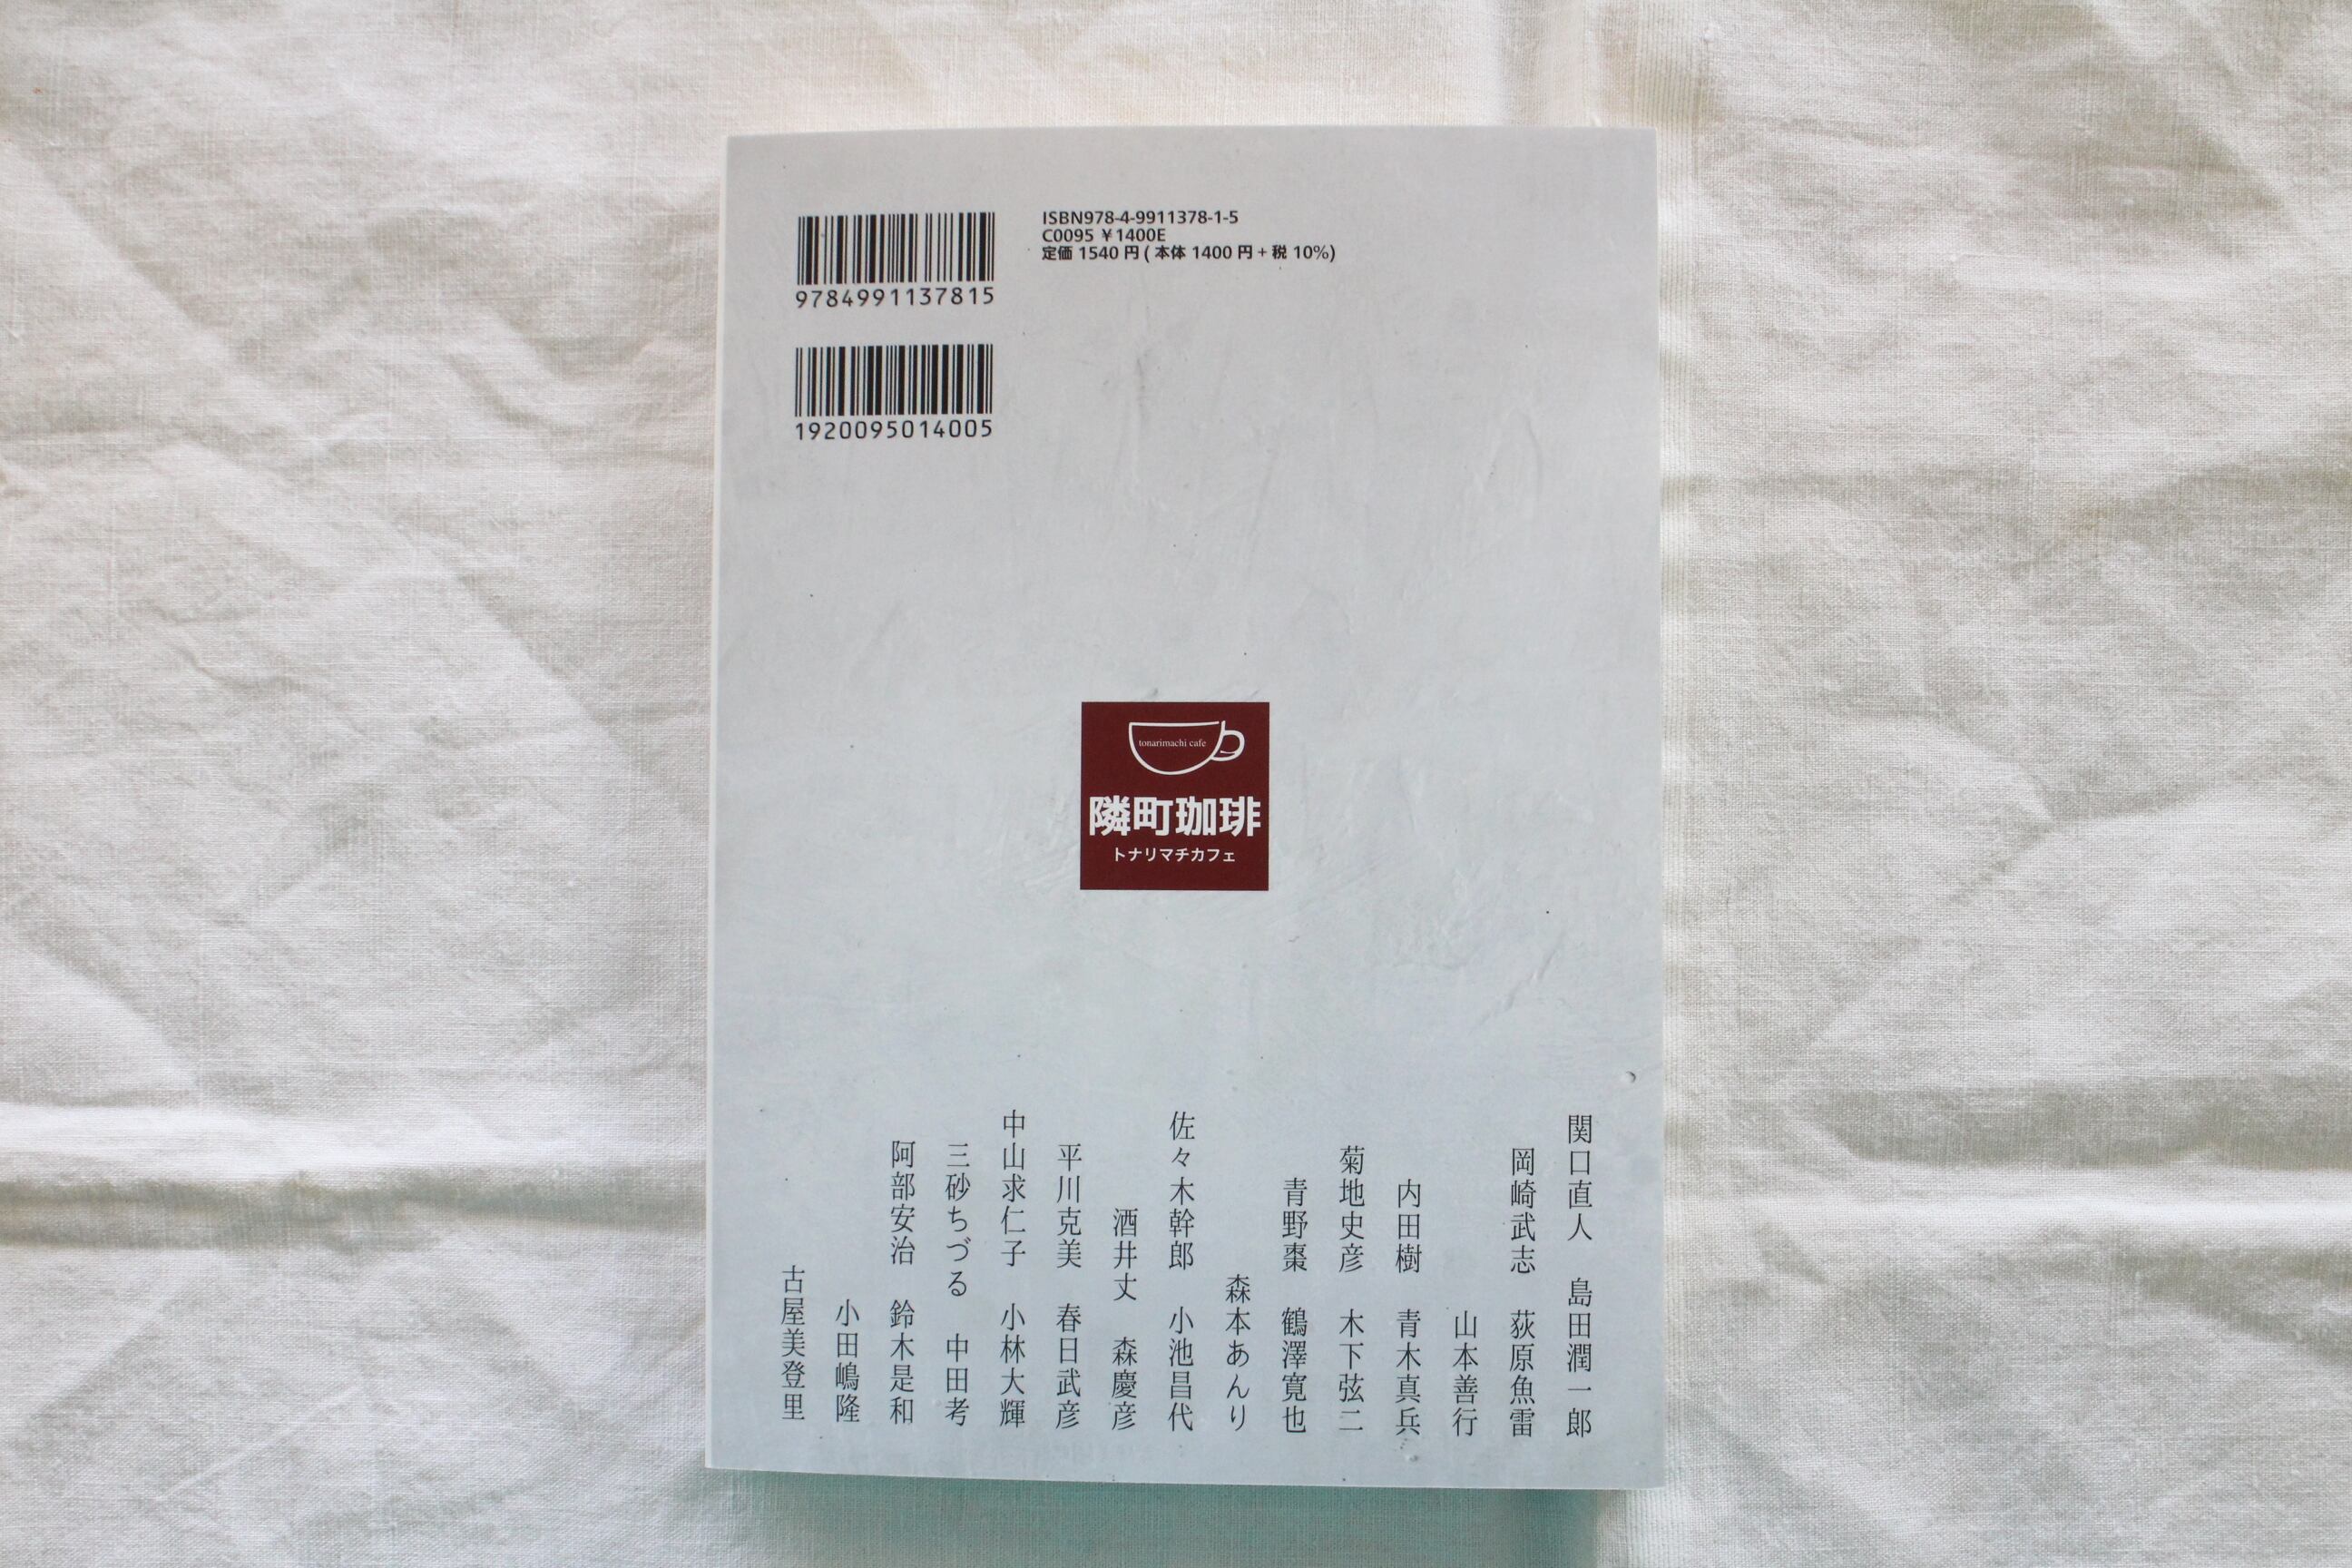 ISBN978-4-9911378-1-5
C0095 ¥1400E
定価 1540 円 ( 本体 1400 円 + 税 10%)
9784991137815
1920095014005
tonarimachi cafe
隣町珈琲
トナリマチカフェ
関口直人 島田潤一郎
岡崎武志 荻原魚雷
山本善行
内田樹 青木真兵
菊地史彦 木下弦二
青野棗 鶴澤寛也
森本あんり
佐々木幹郎 小池昌代
酒井丈 森慶彦
平川克美 春日武彦
中山求仁子 小林大輝
三砂ちづる 中田考
阿部安治 鈴木是和
小田嶋隆
古屋美登里